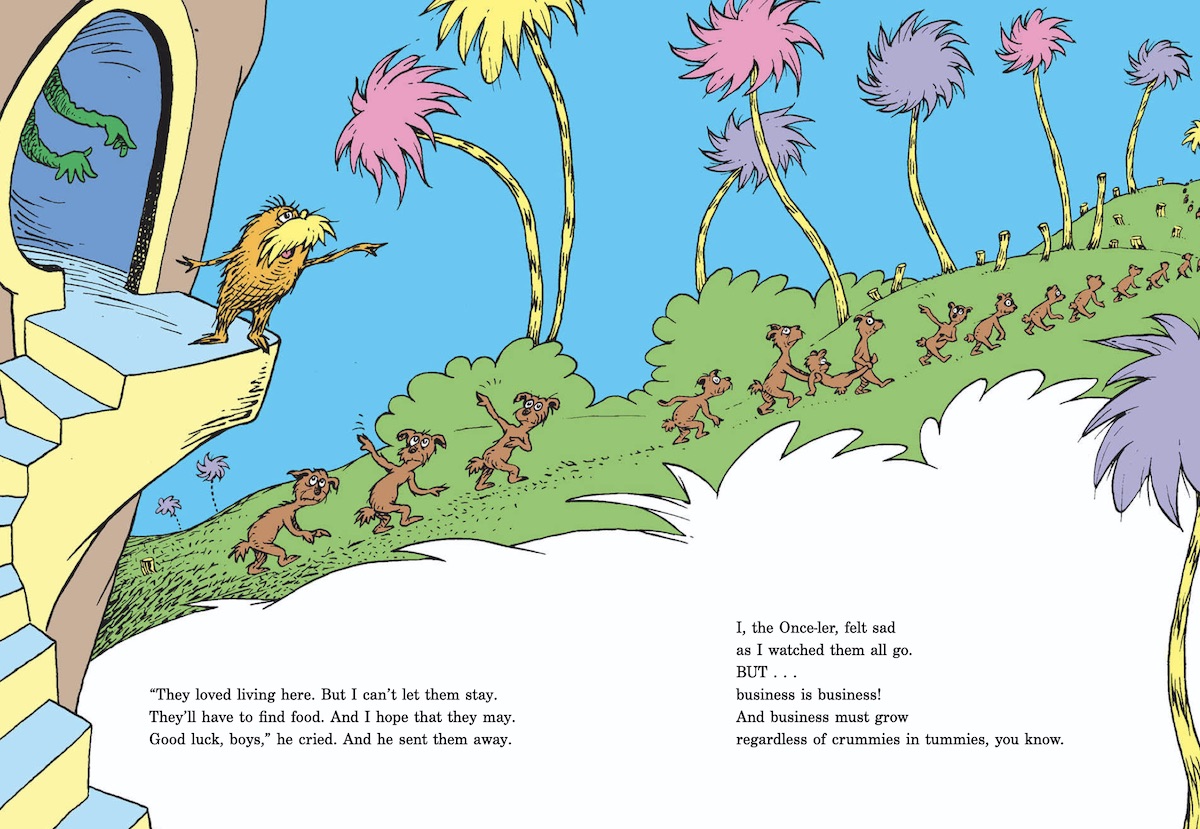 “They loved living here. But I can’t let them stay.
They’ll have to find food. And I hope that they may.
Good luck, boys,” he cried. And he sent them away.
I, the Once-ler, felt sad
as I watched them all go.
BUT . . .
business is business!
And business must grow
regardless of crummies in tummies, you know.